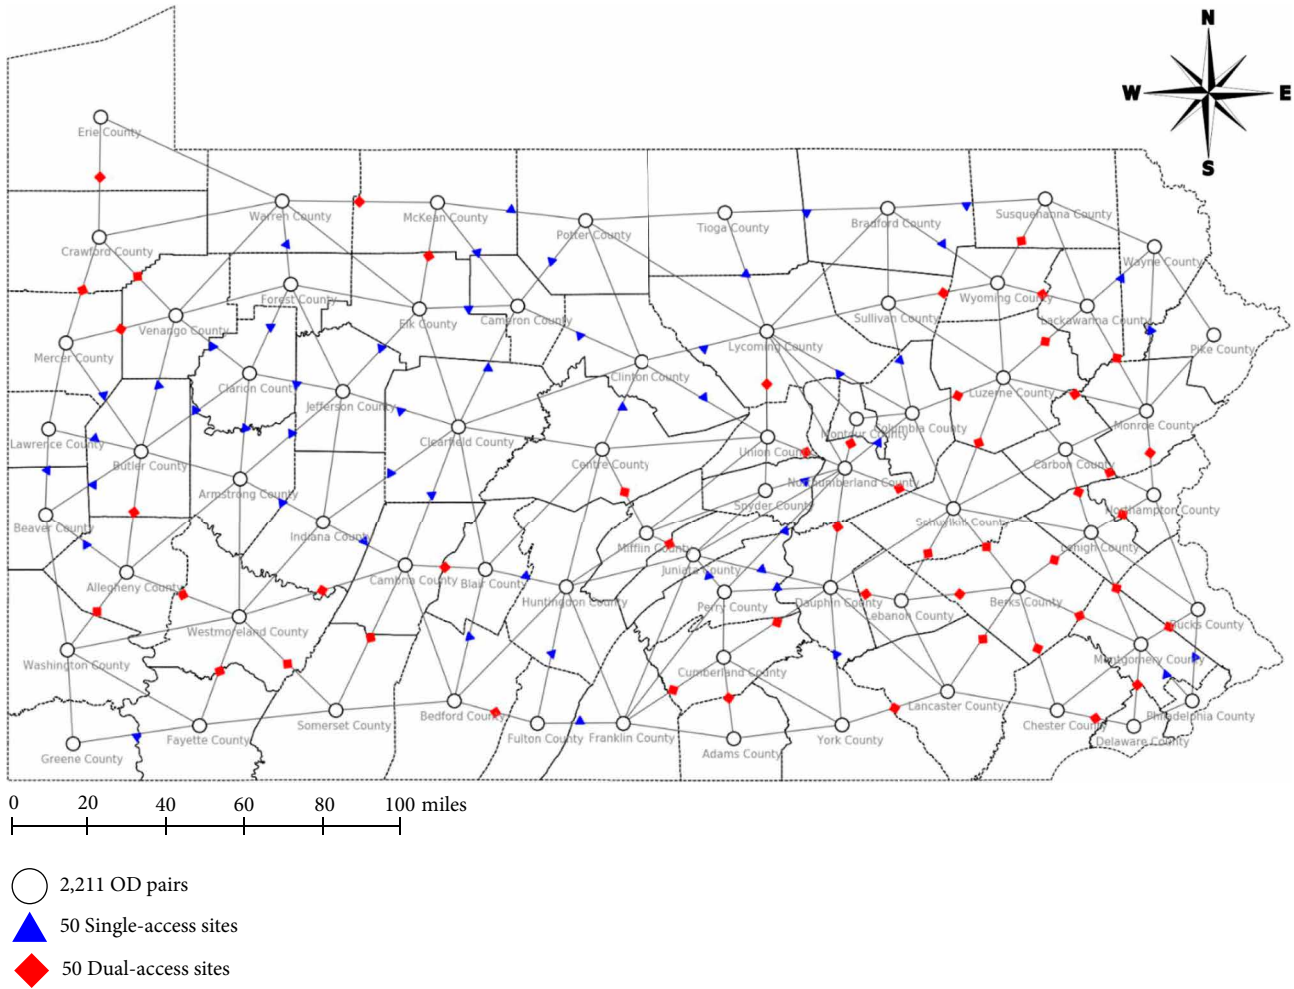 N
W
E
S
Erie County
Warren County
McKean County
Potter County
Tioga County
Bradford County
Susquehanna County
Crawford County
Wayne County
Forest County
Venango County
Elk County
Cameron County
Sullivan County
Wyoming County
Lackawanna County
Mercer County
Lycoming County
Pike County
Clinton County
Clarion County
Jefferson County
Luzerne County
Lawrence County
Butler County
Clearfield County
Centre County
Union County
Montour County
Columbia County
Monroe County
Carbon County
Armstrong County
Northumberland County
Snyder County
Northampton County
Beaver County
Indiana County
Schuylkill County
Mifflin County
Lehigh County
Allegheny County
Cambria County
Blair County
Juniata County
Huntingdon County
Perry County
Dauphin County
Lebanon County
Berks County
Westmoreland County
Bucks County
Washington County
Cumberland County
Montgomery County
Bedford County
Lancaster County
Somerset County
Fayette County
Fulton County
Franklin County
Adams County
York County
Chester County
Philadelphia County
Delaware County
Greene County
0 20 40 60 80 100 miles
2,211 OD pairs
50 Single-access sites
50 Dual-access sites